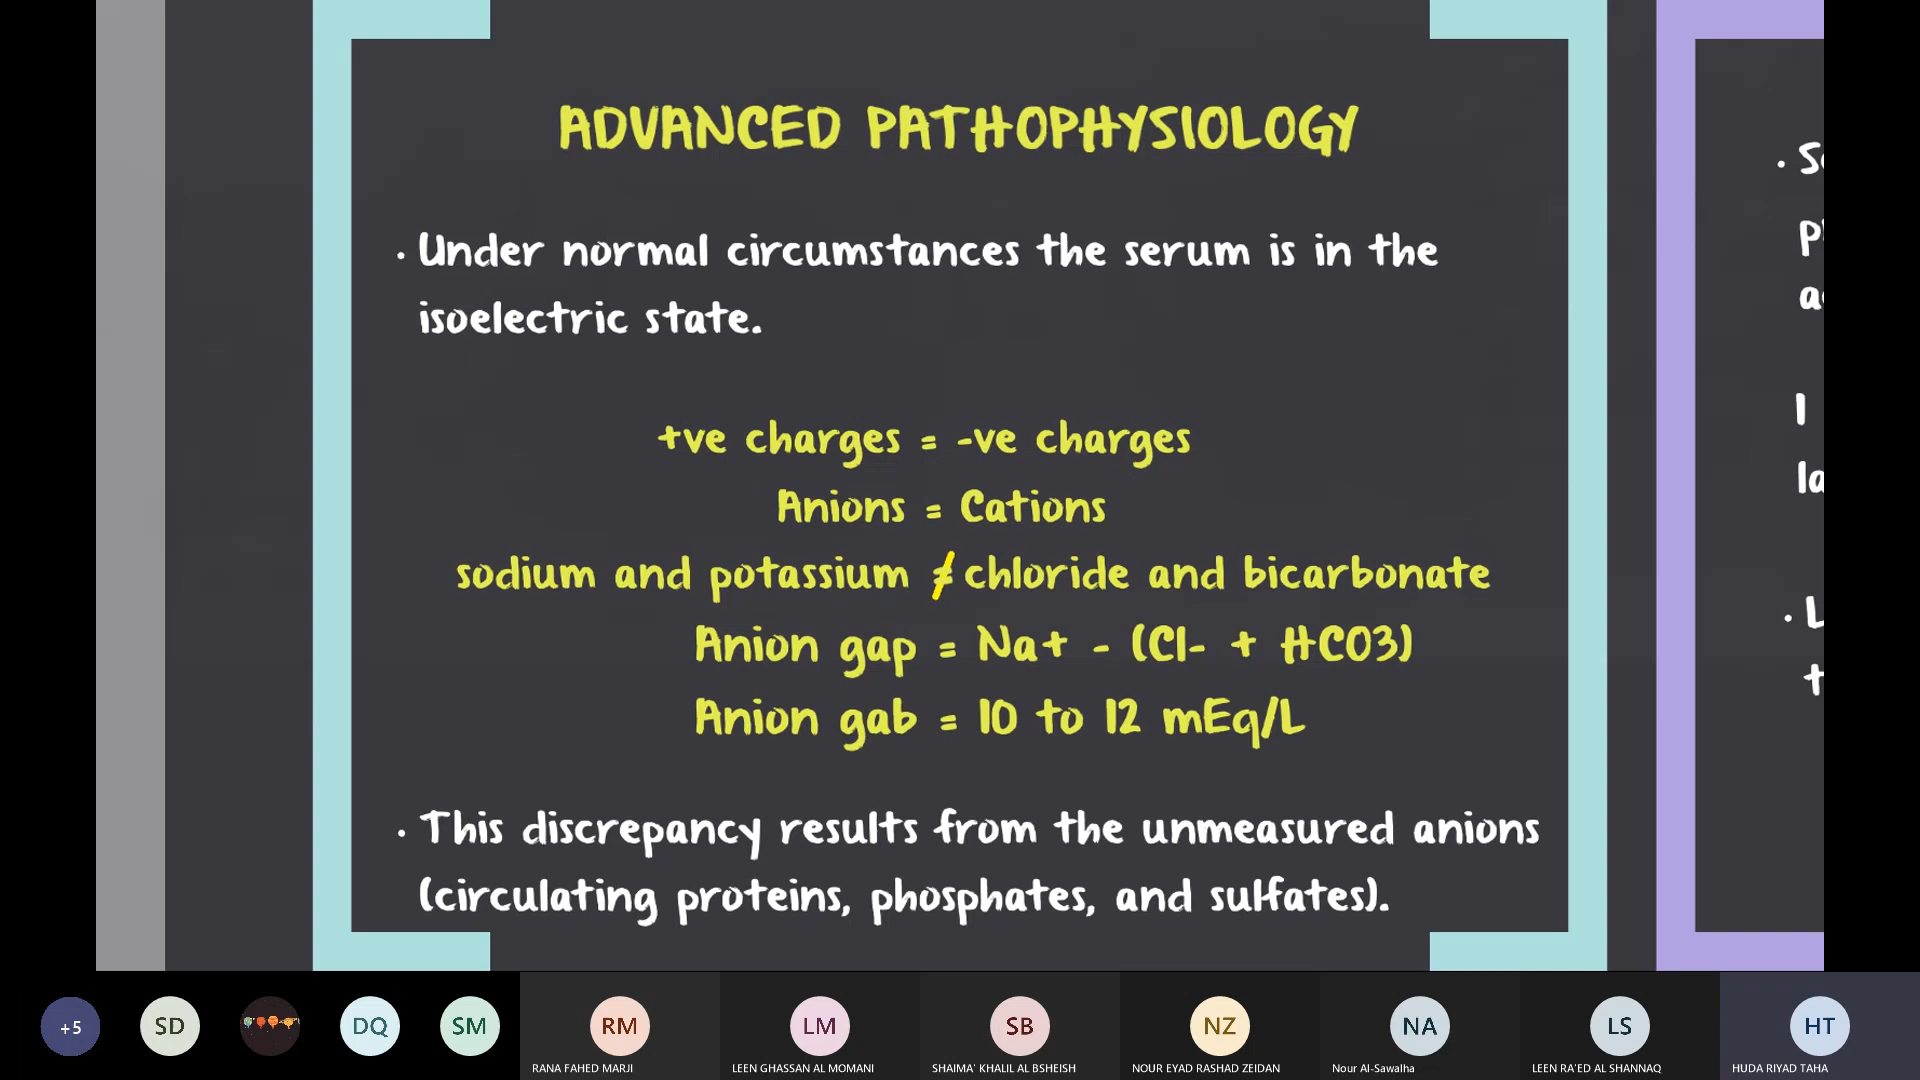 ADVANCED PATHOPHYSIOLOGY
• Under normal circumstances the serum is in the
isoelectric state.
+ve charges = -ve charges
Anions = Cations
sodium and potassium ≠ chloride and bicarbonate
Anion gap = Na+ - (Cl- + HCO3)
Anion gab = 10 to 12 mEq/L
• This discrepancy results from the unmeasured anions
(circulating proteins, phosphates, and sulfates).
+5
SD
DQ
SM
RM
LM
SB
NZ
NA
LS
HT
RANA FAHED MARJI
LEEN GHASSAN AL MOMANI
SHAIMA' KHALIL AL BSHEISH
NOUR EYAD RASHAD ZEIDAN
Nour Al-Sawalha
LEEN RA'ED AL SHANNAQ
HUDA RIYAD TAHA